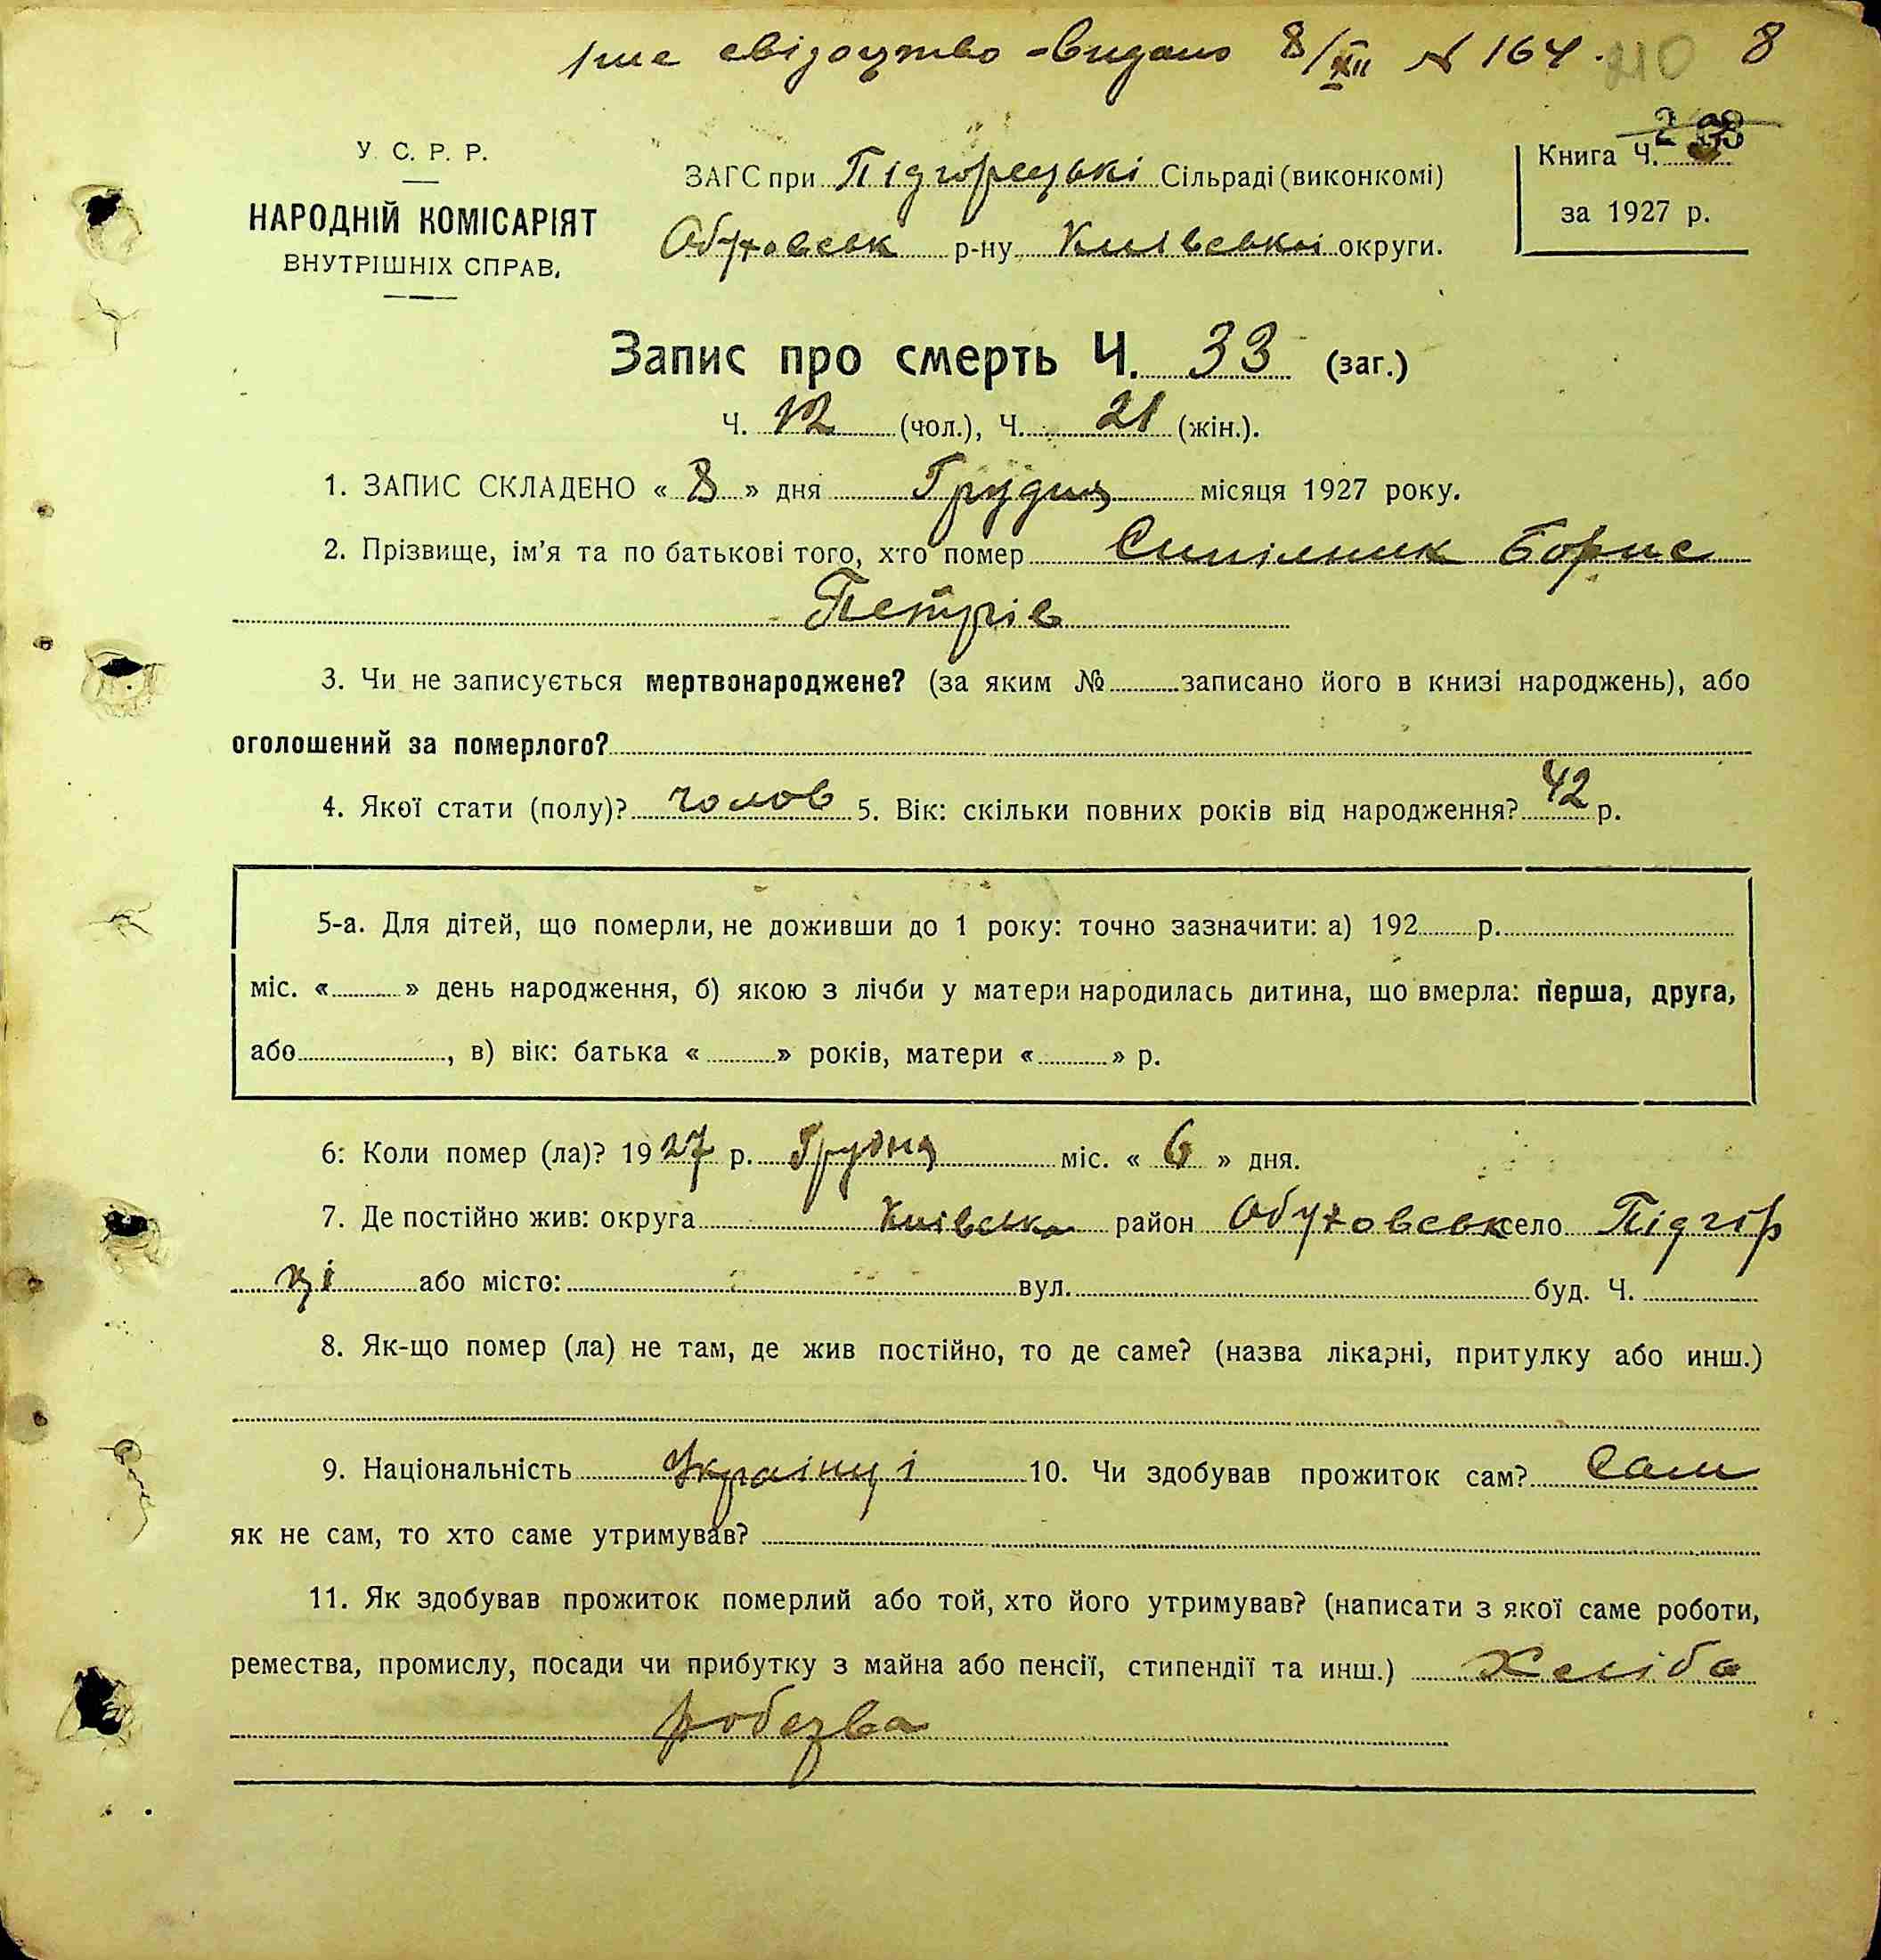 1ше свідоцтво видано 8/XII № 164. 210 8
У. С. Р. Р.
НАРОДНІЙ КОМІСАРІЯТ
ВНУТРІШНІХ СПРАВ.
ЗАГС при Підгорецькі Сільраді (виконкомі)
Обуховськ р-ну Київськоі округи.
Книга Ч.
за 1927 р.
Запис про смерть Ч. 33 (заг.)
Ч. 12 (чол.), Ч. 21 (жін.).
1. ЗАПИС СКЛАДЕНО « 8 » дня Грудня місяця 1927 року.
2. Прізвище, ім'я та по батькові того, хто помер Борис
Петрів
3. Чи не записується мертвонароджене? (за яким № записано його в книзі народжень), або
оголошений за померлого?
4. Якої стати (полу)? чолов 5. Вік: скільки повних років від народження? 42 р.
5-а. Для дітей, що померли, не доживши до 1 року: точно зазначити: а) 192 р.
міс. « » день народження, б) якою з лічби у матери народилась дитина, що вмерла: перша, друга,
або , в) вік: батька « » років, матери « » р.
6: Коли помер (ла)? 1927 р. Грудня міс. « 6 » дня.
7. Де постійно жив: округа Киівська район Обуховськ село Підгір
ці або місто: вул. буд. Ч.
8. Як-що помер (ла) не там, де жив постійно, то де саме? (назва лікарні, притулку або инш.)
9. Національність Украінці 10. Чи здобував прожиток сам? Сам
як не сам, то хто саме утримував?
11. Як здобував прожиток померлий або той, хто його утримував? (написати з якої саме роботи,
ремества, промислу, посади чи прибутку з майна або пенсії, стипендії та инш.) Хліба